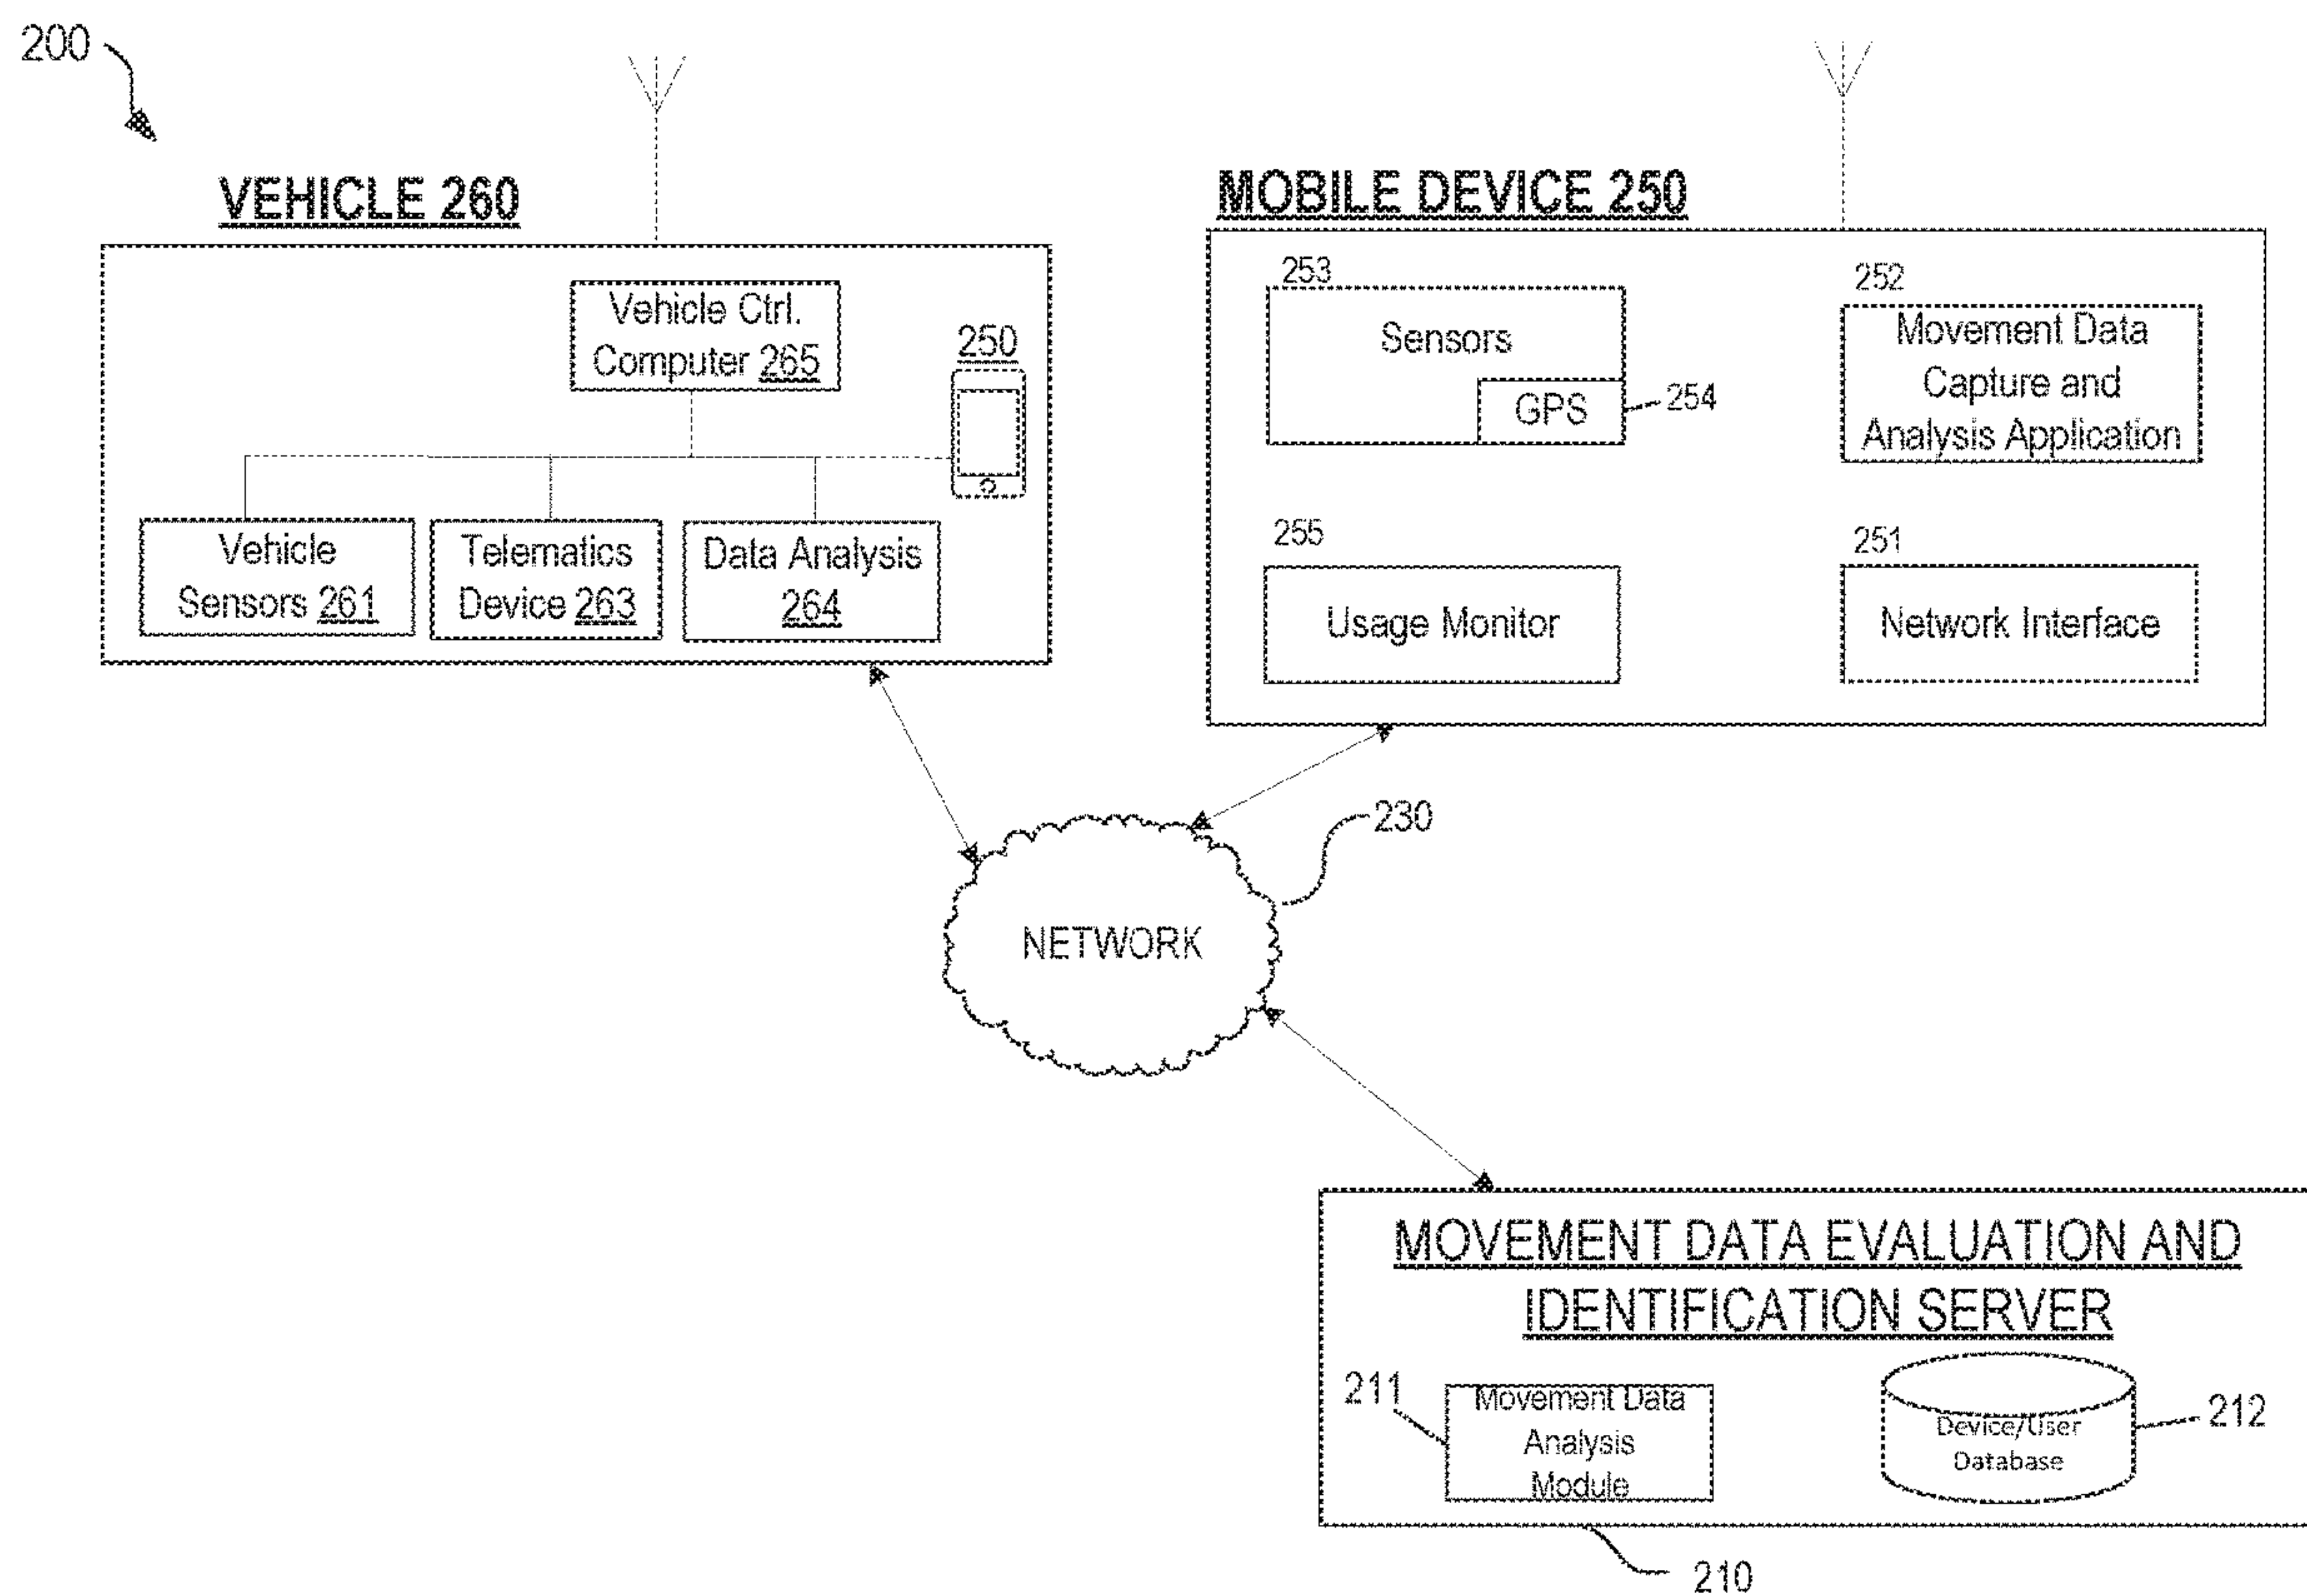 200
VEHICLE 260
Vehicle Ctrl.
Computer 265
250
Vehicle
Sensors 261
Telematics
Device 263
Data Analysis
264
MOBILE DEVICE 250
253
Sensors
GPS
254
252
Movement Data
Capture and
Analysis Application
255
Usage Monitor
251
Network Interface
230
NETWORK
MOVEMENT DATA EVALUATION AND
IDENTIFICATION SERVER
211
Movement Data
Analysis
Module
Device/User
Database
212
210